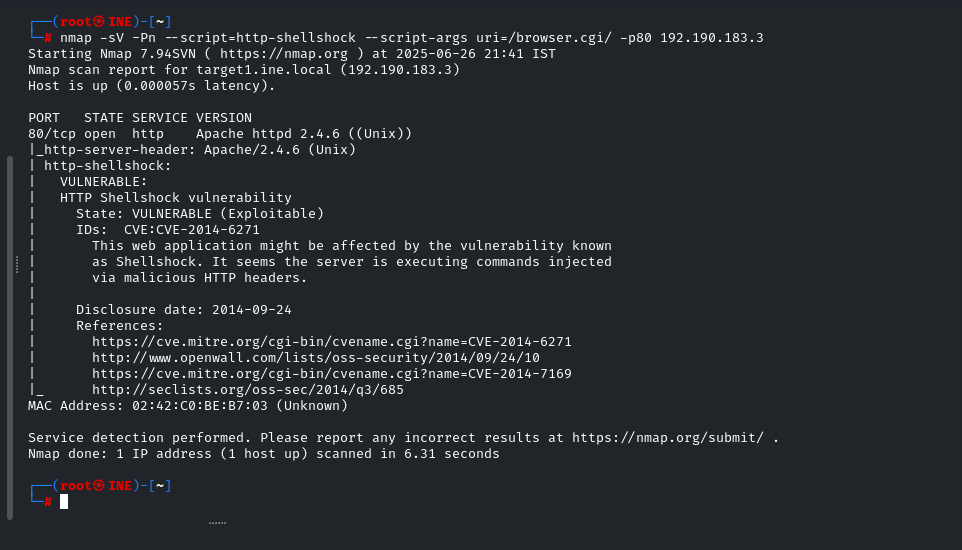 ┌──(root㉿INE)-[~]
└─# nmap -sV -Pn --script=http-shellshock --script-args uri=/browser.cgi/ -p80 192.190.183.3
Starting Nmap 7.94SVN ( https://nmap.org ) at 2025-06-26 21:41 IST
Nmap scan report for target1.ine.local (192.190.183.3)
Host is up (0.000057s latency).

PORT   STATE SERVICE VERSION
80/tcp open  http    Apache httpd 2.4.6 ((Unix))
|_http-server-header: Apache/2.4.6 (Unix)
| http-shellshock:
|   VULNERABLE:
|   HTTP Shellshock vulnerability
|     State: VULNERABLE (Exploitable)
|     IDs:  CVE:CVE-2014-6271
|       This web application might be affected by the vulnerability known
|       as Shellshock. It seems the server is executing commands injected
|       via malicious HTTP headers.
|
|     Disclosure date: 2014-09-24
|     References:
|       https://cve.mitre.org/cgi-bin/cvename.cgi?name=CVE-2014-6271
|       http://www.openwall.com/lists/oss-security/2014/09/24/10
|       https://cve.mitre.org/cgi-bin/cvename.cgi?name=CVE-2014-7169
|_      http://seclists.org/oss-sec/2014/q3/685
MAC Address: 02:42:C0:BE:B7:03 (Unknown)

Service detection performed. Please report any incorrect results at https://nmap.org/submit/ .
Nmap done: 1 IP address (1 host up) scanned in 6.31 seconds

┌──(root㉿INE)-[~]
└─#